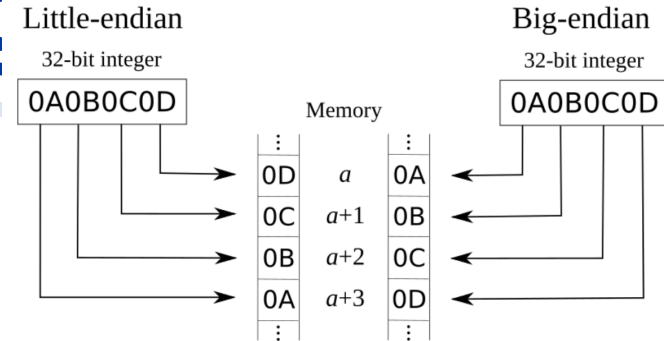 Little-endian
Big-endian
32-bit integer
32-bit integer
0A0B0C0D
0A0B0C0D
Memory
⋮ ⋮
0D a 0A
0C a+1 0B
0B a+2 0C
0A a+3 0D
⋮ ⋮